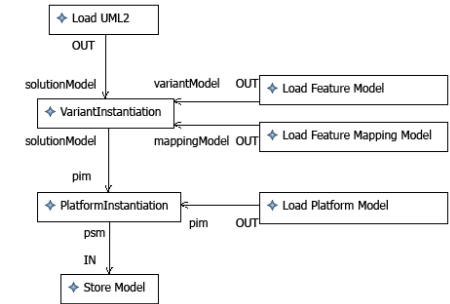 Load UML2
OUT
solutionModel
variantModel OUT
Load Feature Model
VariantInstantiation
solutionModel
mappingModel OUT
Load Feature Mapping Model
pim
PlatformInstantiation
Load Platform Model
psm
pim OUT
IN
Store Model